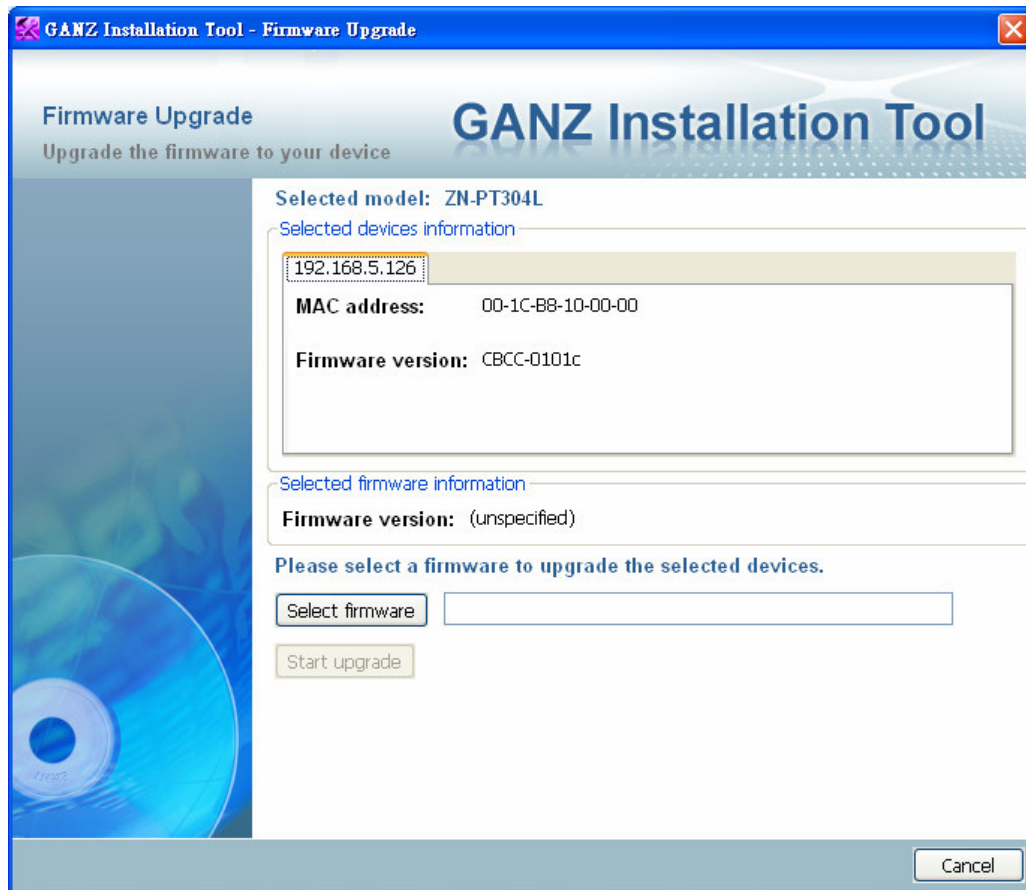 GANZ Installation Tool - Firmware Upgrade
Firmware Upgrade
Upgrade the firmware to your device
GANZ Installation Tool
Selected model: ZN-PT304L
Selected devices information
192.168.5.126
MAC address: 00-1C-B8-10-00-00
Firmware version: CBCC-0101c
Selected firmware information
Firmware version: (unspecified)
Please select a firmware to upgrade the selected devices.
Select firmware
Start upgrade
Cancel